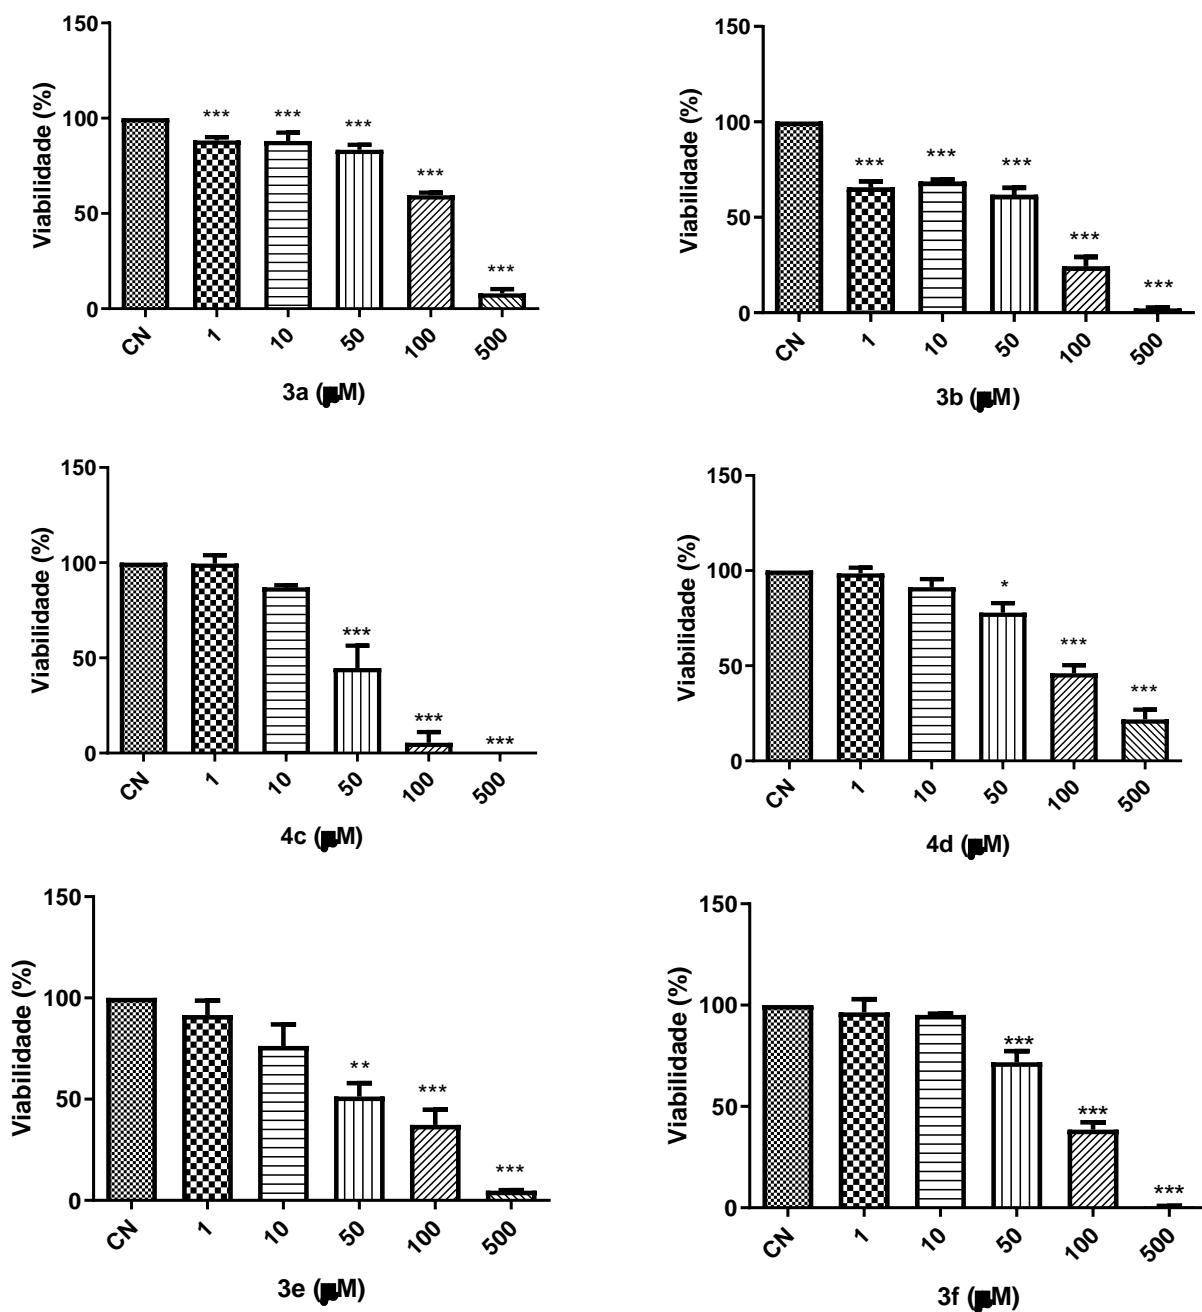 150
100
50
0
Viabilidade (%)
*** *** *** *** ***
CN 1 10 50 100 500
3a (μM)
150
100
50
0
Viabilidade (%)
*** *** *** *** ***
CN 1 10 50 100 500
3b (μM)
150
100
50
0
Viabilidade (%)
*** *** ***
CN 1 10 50 100 500
4c (μM)
150
100
50
0
Viabilidade (%)
* *** ***
CN 1 10 50 100 500
4d (μM)
150
100
50
0
Viabilidade (%)
** *** ***
CN 1 10 50 100 500
3e (μM)
150
100
50
0
Viabilidade (%)
*** *** ***
CN 1 10 50 100 500
3f (μM)